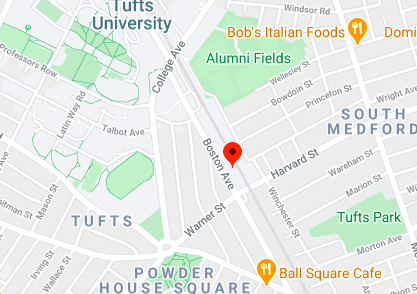 Tufts
University
Windsor Rd
Bob's Italian Foods
Domi
Professors Row
College Ave
Alumni Fields
Wellesley St
Bowdoin St
Princeton St
Latin Way Rd
Talbot Ave
SOUTH
MEDFORD
Boston Ave
Harvard St
Wareham St
Marion St
Winchester St
Mason St
itman St
TUFTS
Warner St
Tufts Park
Morton Ave
Irving St
Wallace St
POWDER
HOUSE SQUARE
Ball Square Cafe